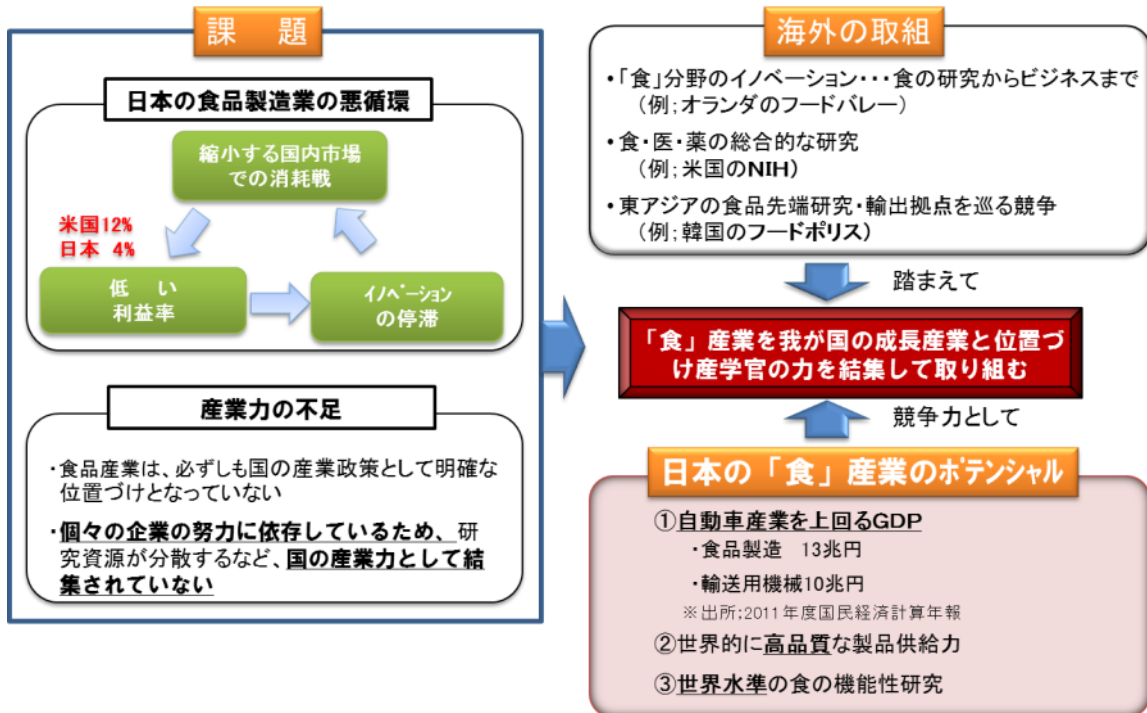 課　題
日本の食品製造業の悪循環
縮小する国内市場
での消耗戦
米国12%
日本 4%
低　い
利益率
ｲﾉﾍﾞｰｼｮﾝ
の停滞
産業力の不足
・食品産業は、必ずしも国の産業政策として明確な
位置づけとなっていない
・個々の企業の努力に依存しているため、研
究資源が分散するなど、国の産業力として結
集されていない
海外の取組
・「食」分野のイノベーション・・・食の研究からビジネスまで
（例；オランダのフードバレー）
・食・医・薬の総合的な研究
（例；米国のNIH）
・東アジアの食品先端研究・輸出拠点を巡る競争
（例；韓国のフードポリス）
踏まえて
「食」産業を我が国の成長産業と位置づ
け産学官の力を結集して取り組む
競争力として
日本の「食」産業のﾎﾟﾃﾝｼｬﾙ
①自動車産業を上回るGDP
・食品製造　13兆円
・輸送用機械10兆円
※出所；2011年度国民経済計算年報
②世界的に高品質な製品供給力
③世界水準の食の機能性研究